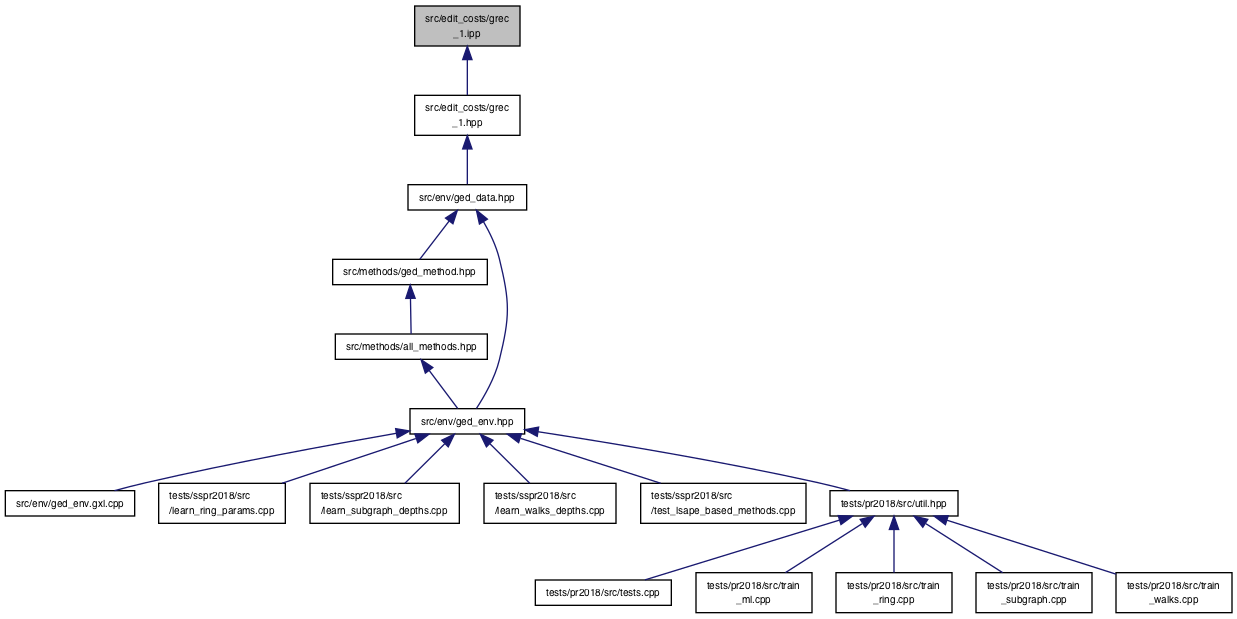 src/edit_costs/grec
_1.ipp
src/edit_costs/grec
_1.hpp
src/env/ged_data.hpp
src/methods/ged_method.hpp
src/methods/all_methods.hpp
src/env/ged_env.hpp
src/env/ged_env.gxl.cpp
tests/sspr2018/src
/learn_ring_params.cpp
tests/sspr2018/src
/learn_subgraph_depths.cpp
tests/sspr2018/src
/learn_walks_depths.cpp
tests/sspr2018/src
/test_lsape_based_methods.cpp
tests/pr2018/src/util.hpp
tests/pr2018/src/tests.cpp
tests/pr2018/src/train
_ml.cpp
tests/pr2018/src/train
_ring.cpp
tests/pr2018/src/train
_subgraph.cpp
tests/pr2018/src/train
_walks.cpp